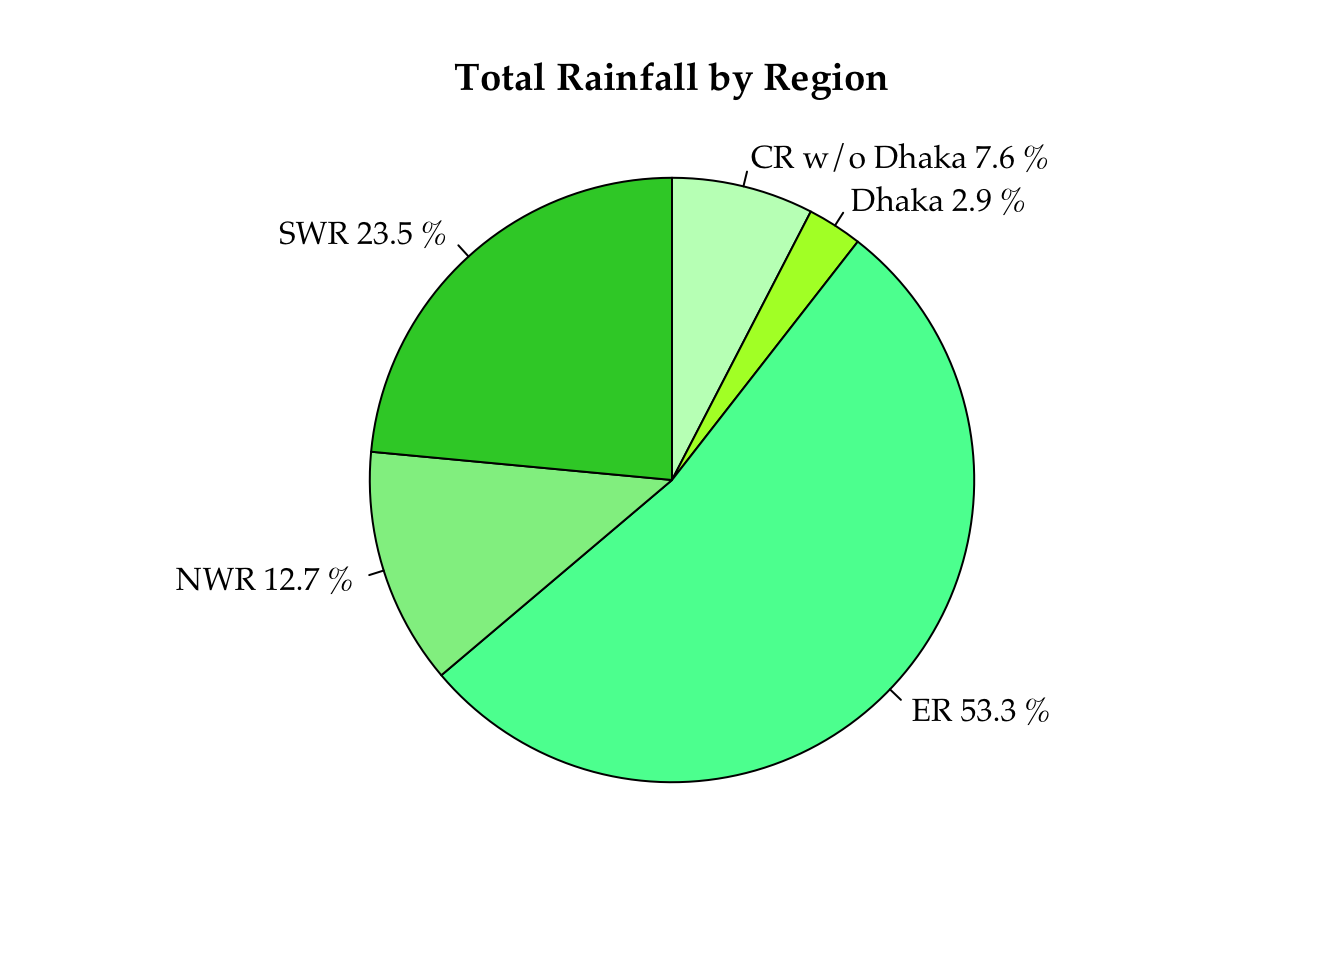 Total Rainfall by Region
CR w/o Dhaka 7.6 %
Dhaka 2.9 %
SWR 23.5 %
NWR 12.7 %
ER 53.3 %